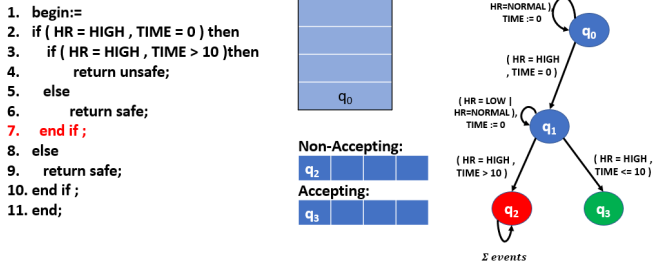 1. begin:=
2. if ( HR = HIGH , TIME = 0 ) then
3. if ( HR = HIGH , TIME > 10 )then
4. return unsafe;
5. else
6. return safe;
7. end if ;
8. else
9. return safe;
10. end if ;
11. end;
q0
Non-Accepting:
q2
Accepting:
q3
HR=NORMAL ),
TIME := 0
q0
( HR = HIGH
, TIME = 0 )
( HR = LOW |
HR=NORMAL ),
TIME := 0
q1
( HR = HIGH ,
TIME > 10 )
( HR = HIGH ,
TIME <= 10 )
q2
q3
Σ events